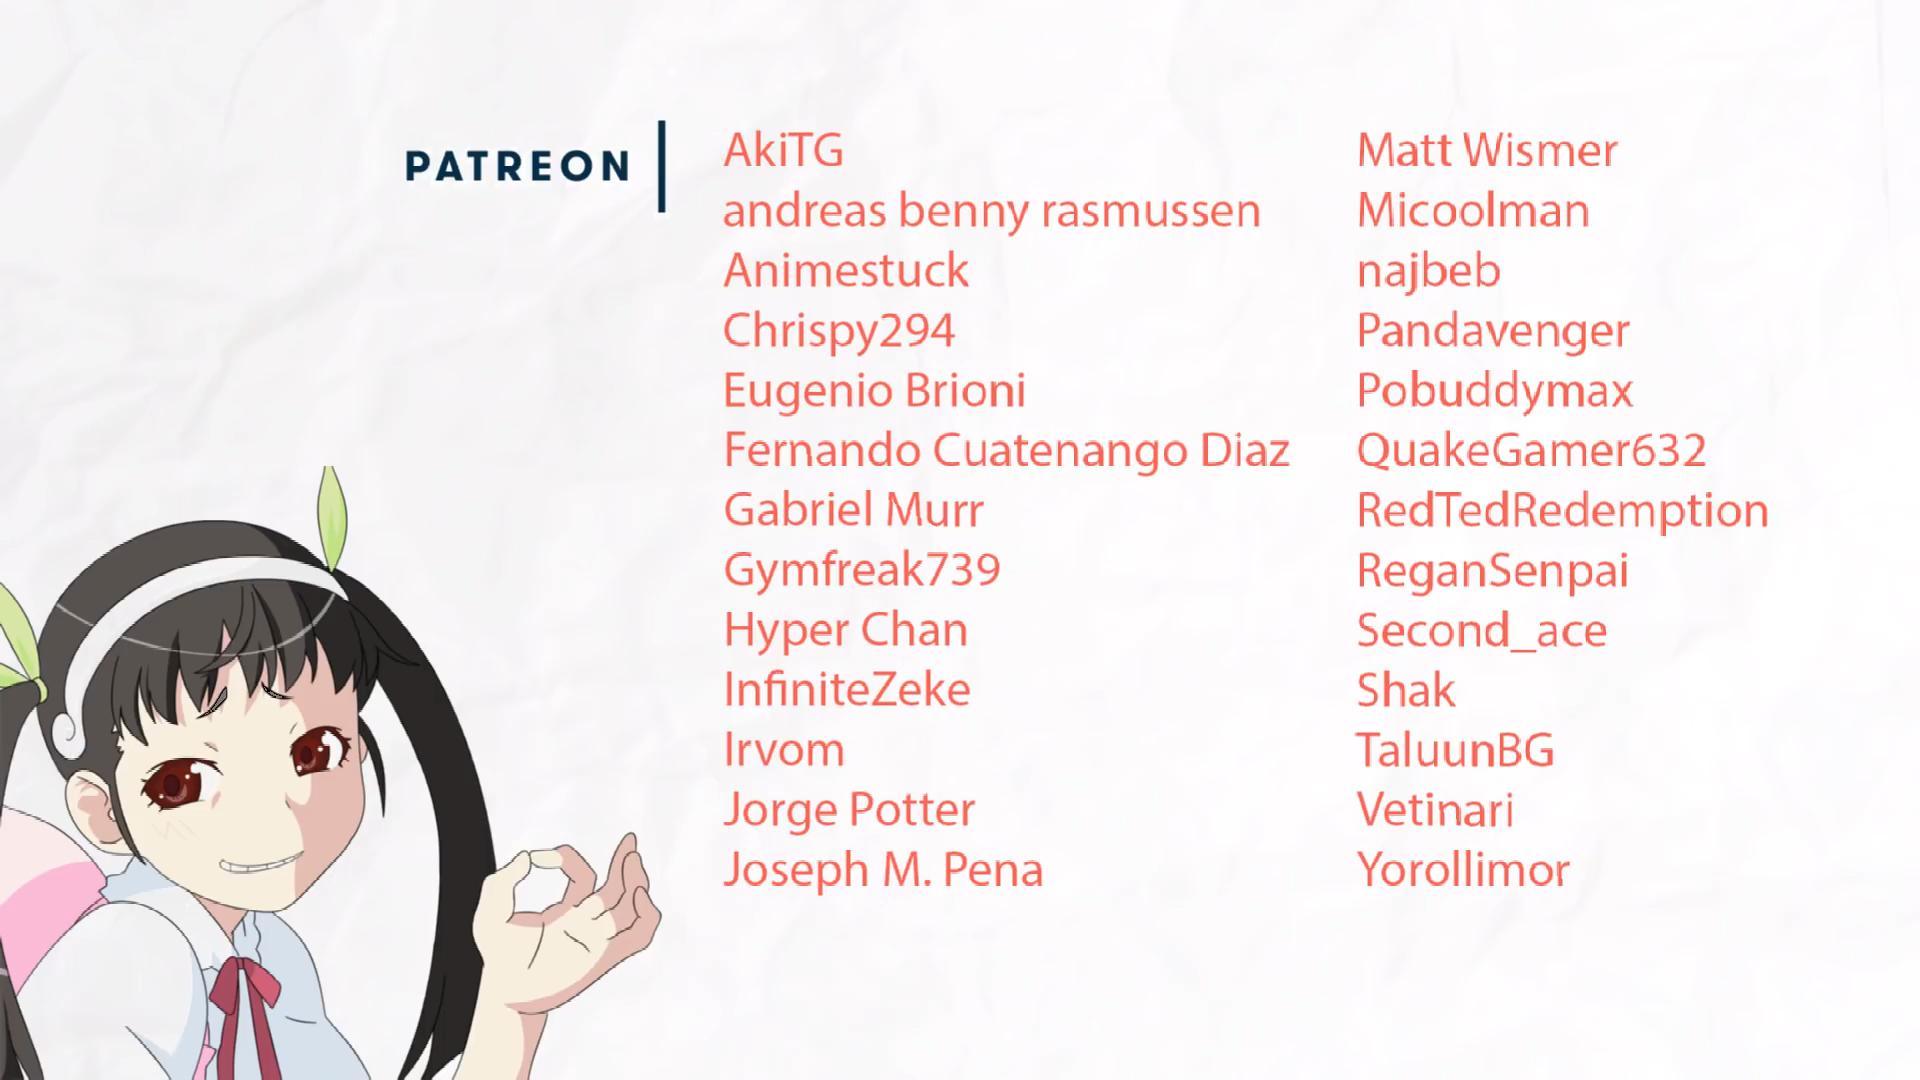 PATREON
AkiTG
andreas benny rasmussen
Animestuck
Chrispy294
Eugenio Brioni
Fernando Cuatenango Diaz
Gabriel Murr
Gymfreak739
Hyper Chan
InfiniteZeke
Irvom
Jorge Potter
Joseph M. Pena
Matt Wismer
Micoolman
najbeb
Pandavenger
Pobuddymax
QuakeGamer632
RedTedRedemption
ReganSenpai
Second_ace
Shak
TaluunBG
Vetinari
Yorollimor